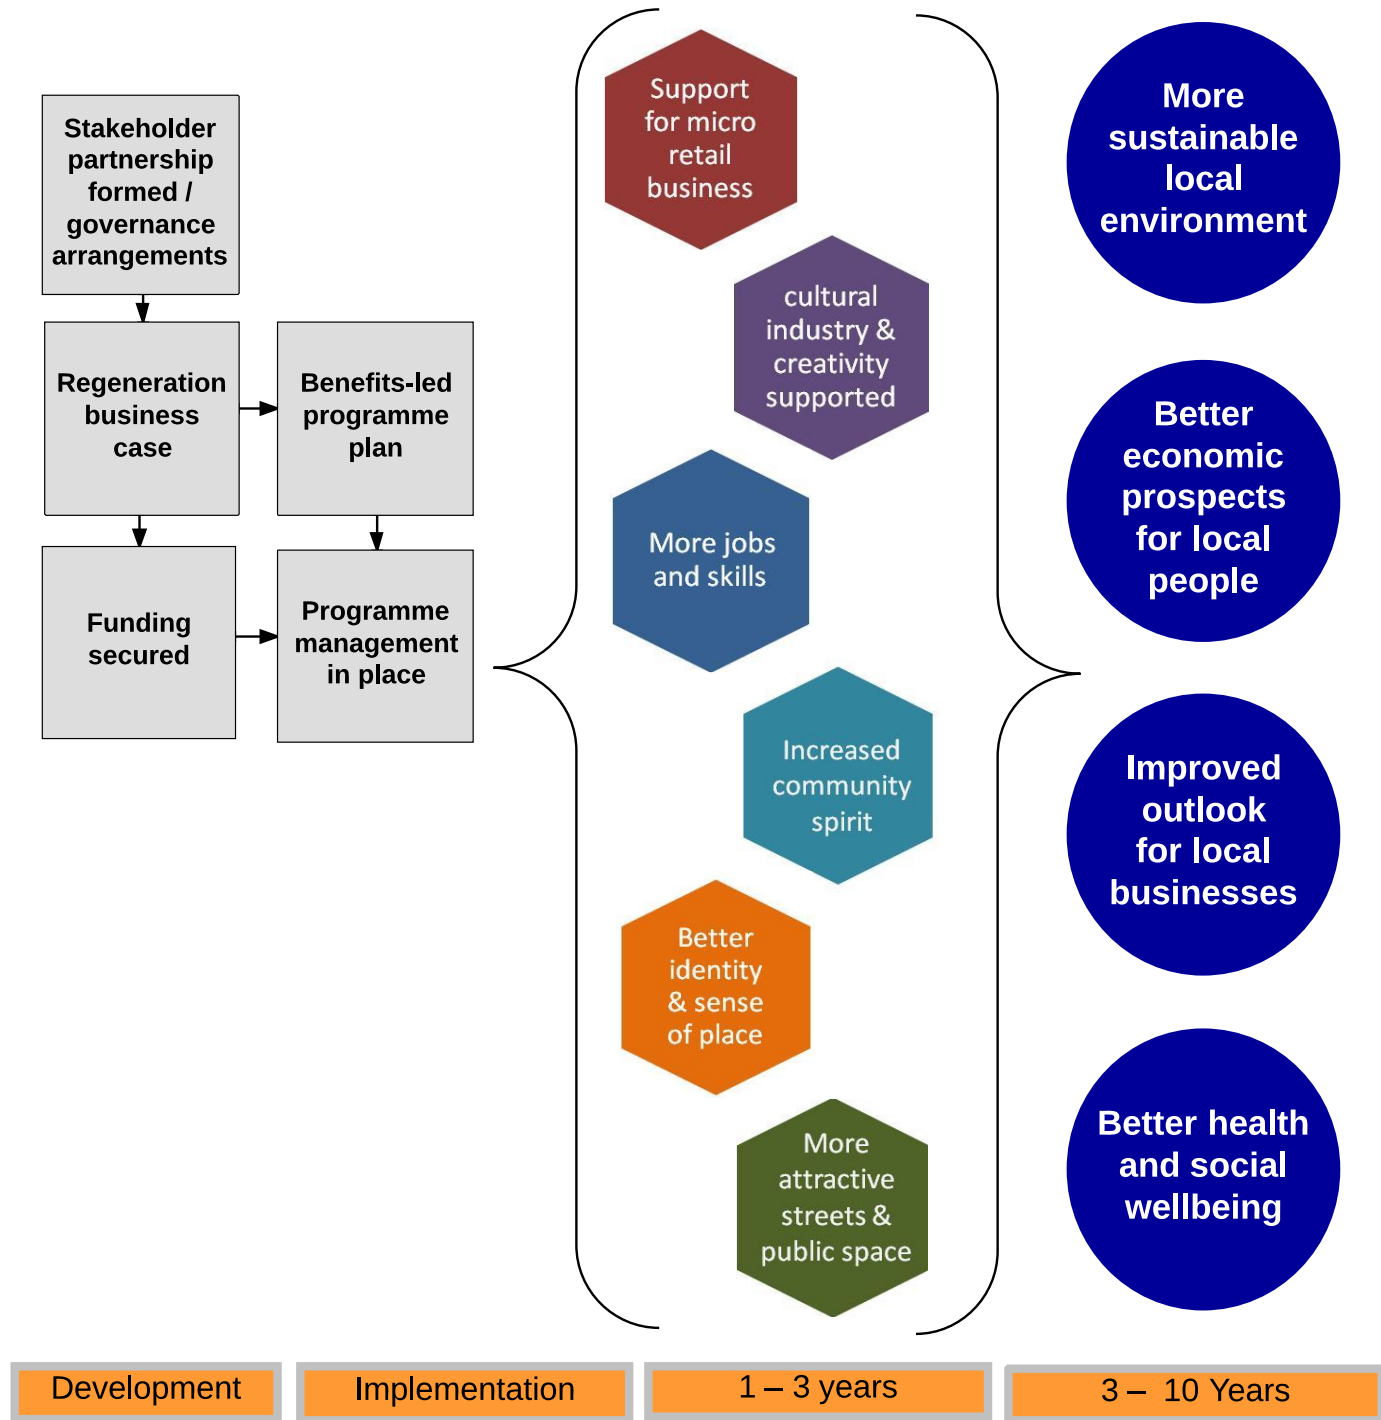 Stakeholder
partnership
formed /
governance
arrangements
Regeneration
business
case
Benefits-led
programme
plan
Funding
secured
Programme
management
in place
Support
for micro
retail
business
cultural
industry &
creativity
supported
More jobs
and skills
Increased
community
spirit
Better
identity
& sense
of place
More
attractive
streets &
public space
More
sustainable
local
environment
Better
economic
prospects
for local
people
Improved
outlook
for local
businesses
Better health
and social
wellbeing
Development
Implementation
1 – 3 years
3 –  10 Years